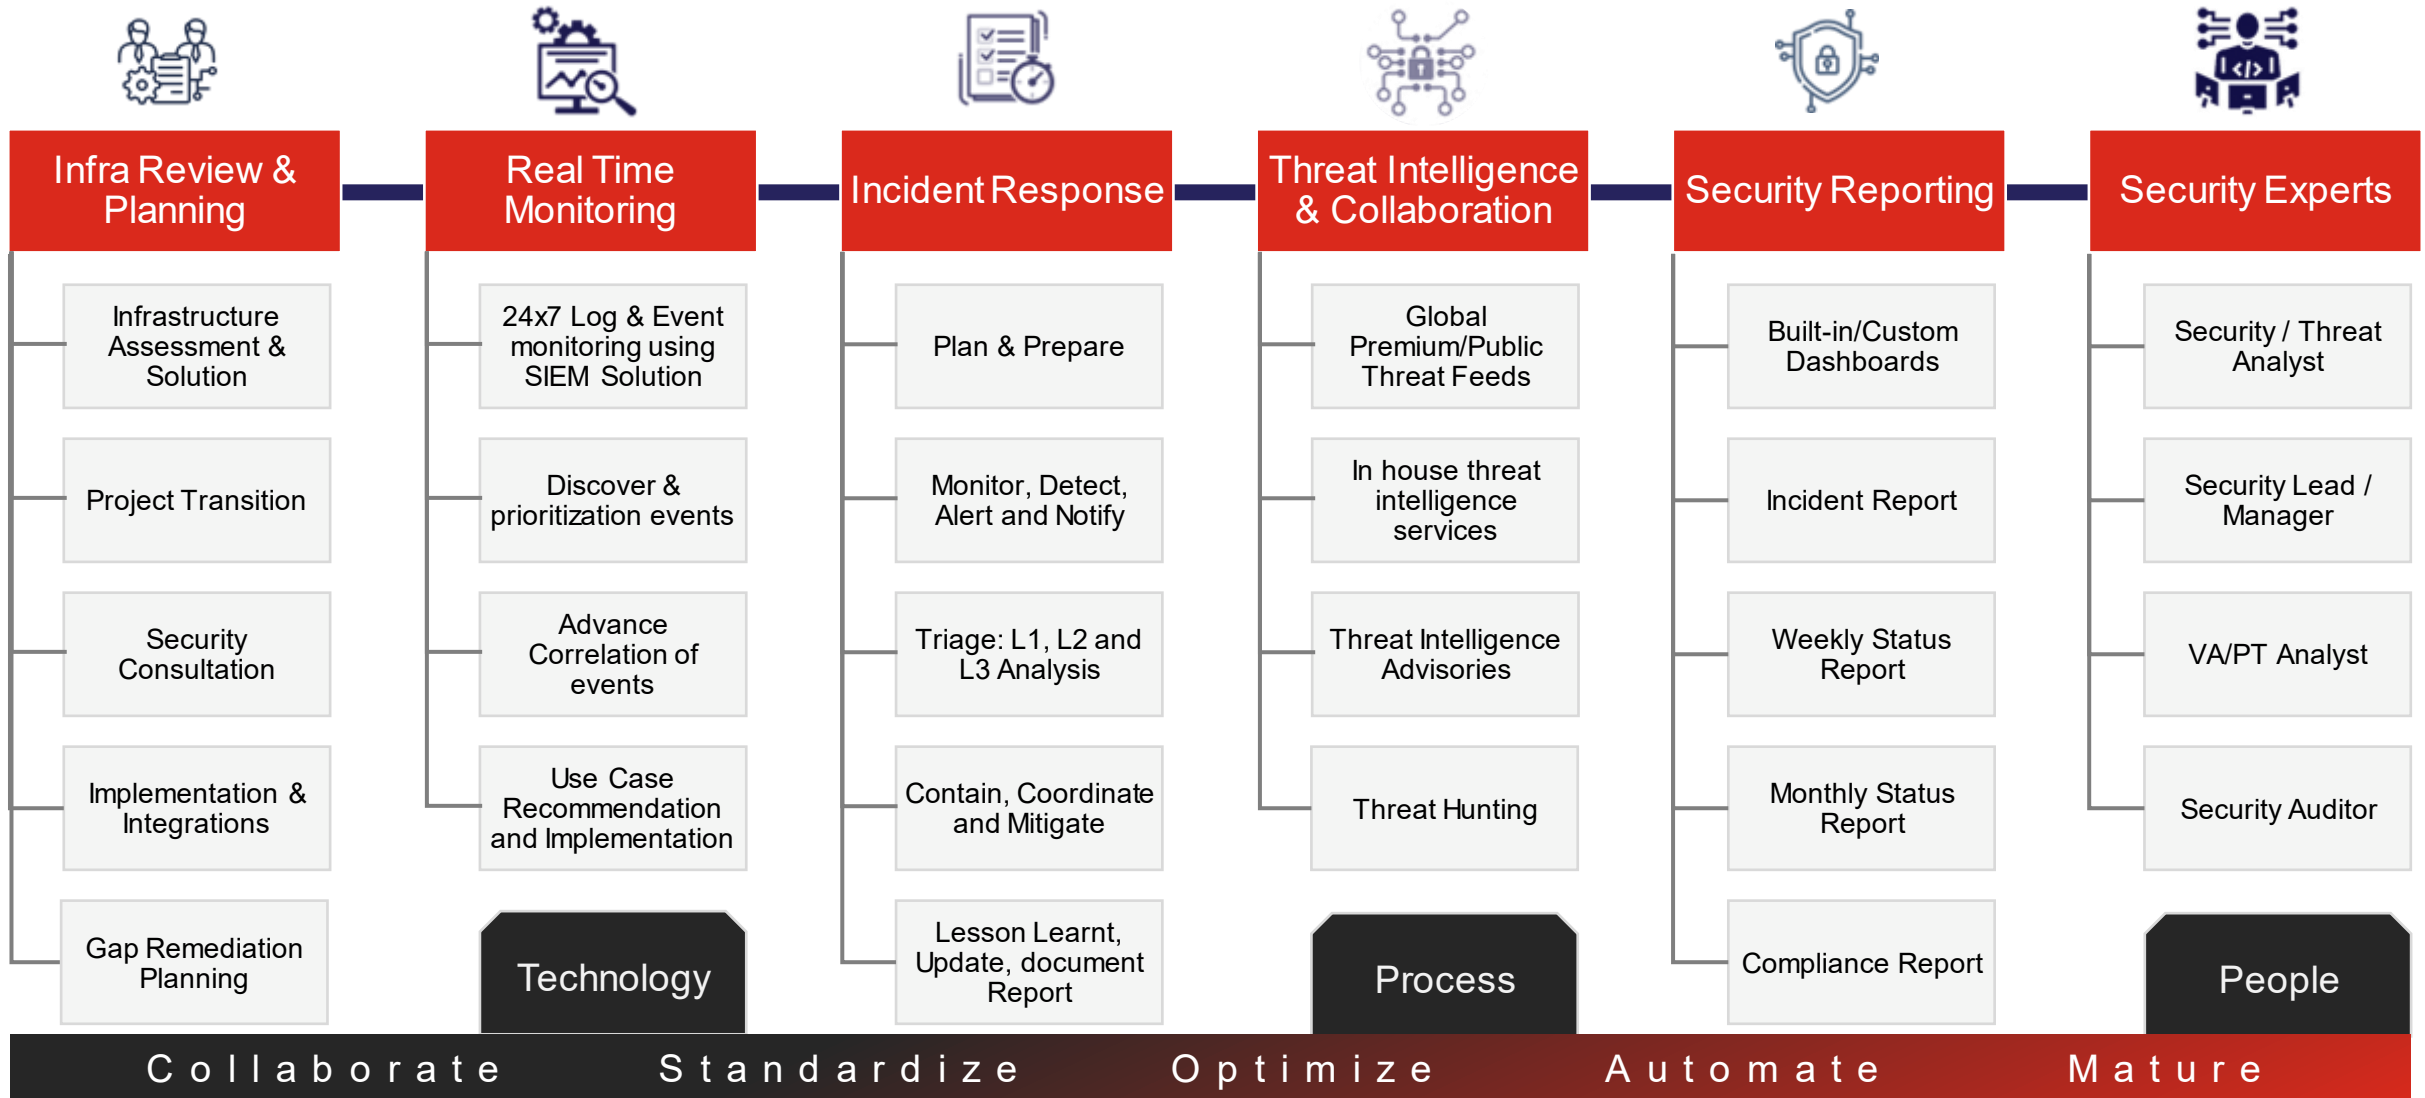 Infra Review &
Planning
Real Time
Monitoring
Incident Response
Threat Intelligence
& Collaboration
Security Reporting
Security Experts
Infrastructure
Assessment &
Solution
Project Transition
Security
Consultation
Implementation &
Integrations
Gap Remediation
Planning
24x7 Log & Event
monitoring using
SIEM Solution
Discover &
prioritization events
Advance
Correlation of
events
Use Case
Recommendation
and Implementation
Technology
Plan & Prepare
Monitor, Detect,
Alert and Notify
Triage: L1, L2 and
L3 Analysis
Contain, Coordinate
and Mitigate
Lesson Learnt,
Update, document
Report
Global
Premium/Public
Threat Feeds
In house threat
intelligence
services
Threat Intelligence
Advisories
Threat Hunting
Process
Built-in/Custom
Dashboards
Incident Report
Weekly Status
Report
Monthly Status
Report
Compliance Report
Security / Threat
Analyst
Security Lead /
Manager
VA/PT Analyst
Security Auditor
People
Collaborate Standardize Optimize Automate Mature